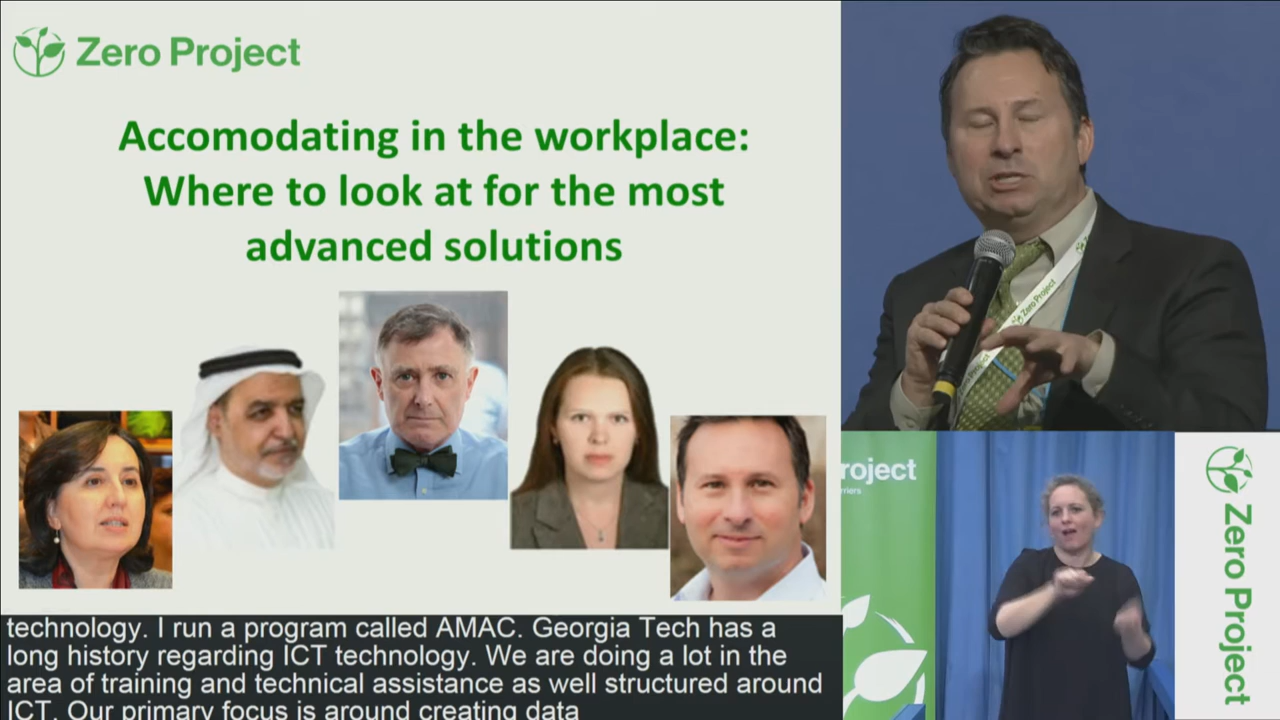 Zero Project
Accomodating in the workplace:
Where to look at for the most
advanced solutions
technology. I run a program called AMAC. Georgia Tech has a
long history regarding ICT technology. We are doing a lot in the
area of training and technical assistance as well structured around
ICT. Our primary focus is around creating data
Zero Project
roject
rriers
Zero Project